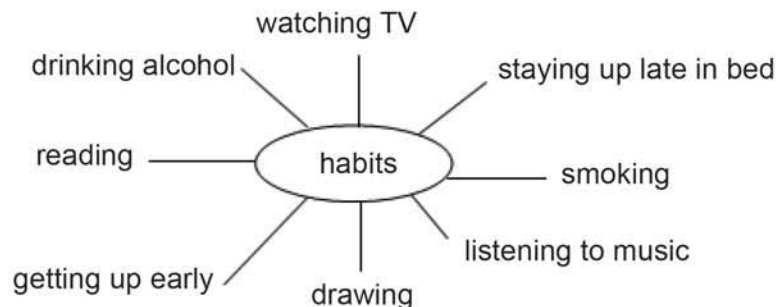 watching TV
drinking alcohol
staying up late in bed
reading
habits
smoking
listening to music
getting up early
drawing